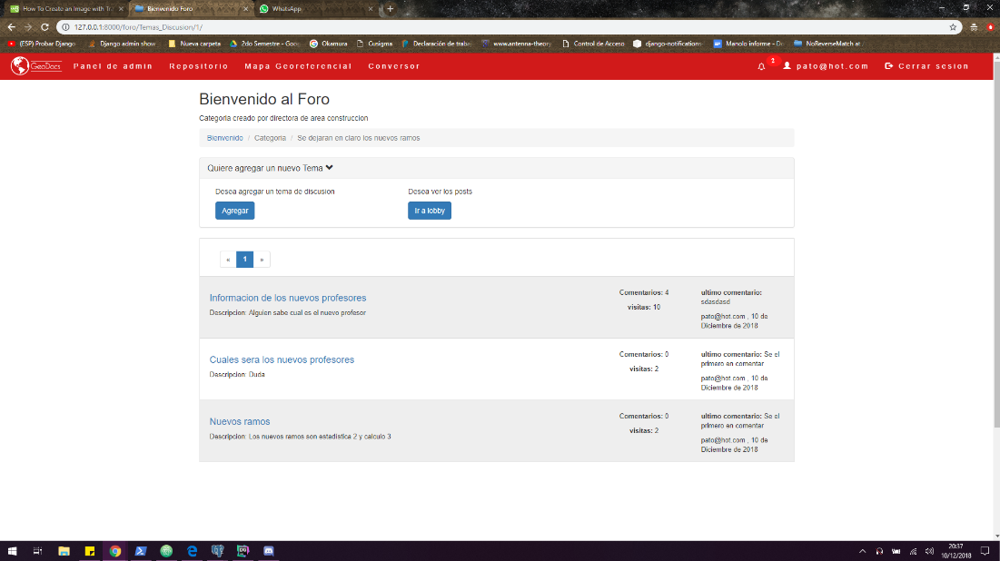 How To Create an Image with Tr
Bienvenido Foro
WhatsApp
127.0.0.1:8000/foro/Temas_Discusion/1/
(ESP) Probar Django
Django admin show
Nueva carpeta
2do Semestre - Goo
Okamura
Cusigma
Declaración de traba
www.antenna-theory
Control de Acceso
django-notifications-
Manolo informe - Do
NoReverseMatch at
GeoDocs
Panel de admin
Repositorio
Mapa Georeferencial
Conversor
2
pato@hot.com
Cerrar sesion
Bienvenido al Foro
Categoria creado por directora de area construccion
Bienvenido / Categoria / Se dejaran en claro los nuevos ramos
Quiere agregar un nuevo Tema
Desea agregar un tema de discusion
Agregar
Desea ver los posts
Ir a lobby
« 1 »
Informacion de los nuevos profesores
Descripcion: Alguien sabe cual es el nuevo profesor
Comentarios: 4
visitas: 10
ultimo comentario:
sdasdasd
pato@hot.com , 10 de
Diciembre de 2018
Cuales sera los nuevos profesores
Descripcion: Duda
Comentarios: 0
visitas: 2
ultimo comentario: Se el
primero en comentar
pato@hot.com , 10 de
Diciembre de 2018
Nuevos ramos
Descripcion: Los nuevos ramos son estadistica 2 y calculo 3
Comentarios: 0
visitas: 2
ultimo comentario: Se el
primero en comentar
pato@hot.com , 10 de
Diciembre de 2018
20:37
10/12/2018